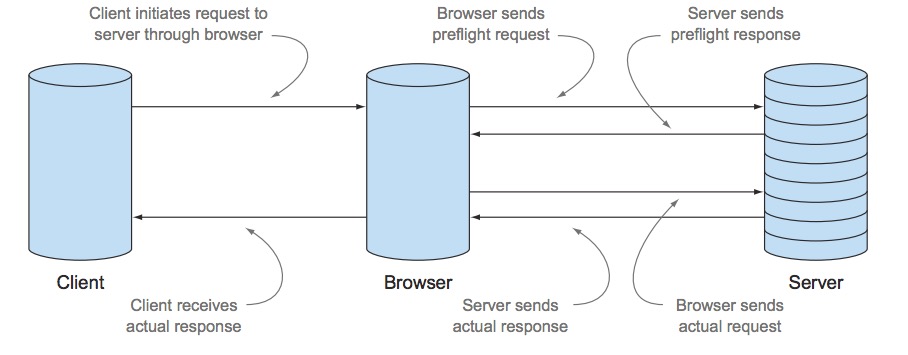 Client initiates request to
server through browser
Browser sends
preflight request
Server sends
preflight response
Client
Browser
Server
Client receives
actual response
Server sends
actual response
Browser sends
actual request